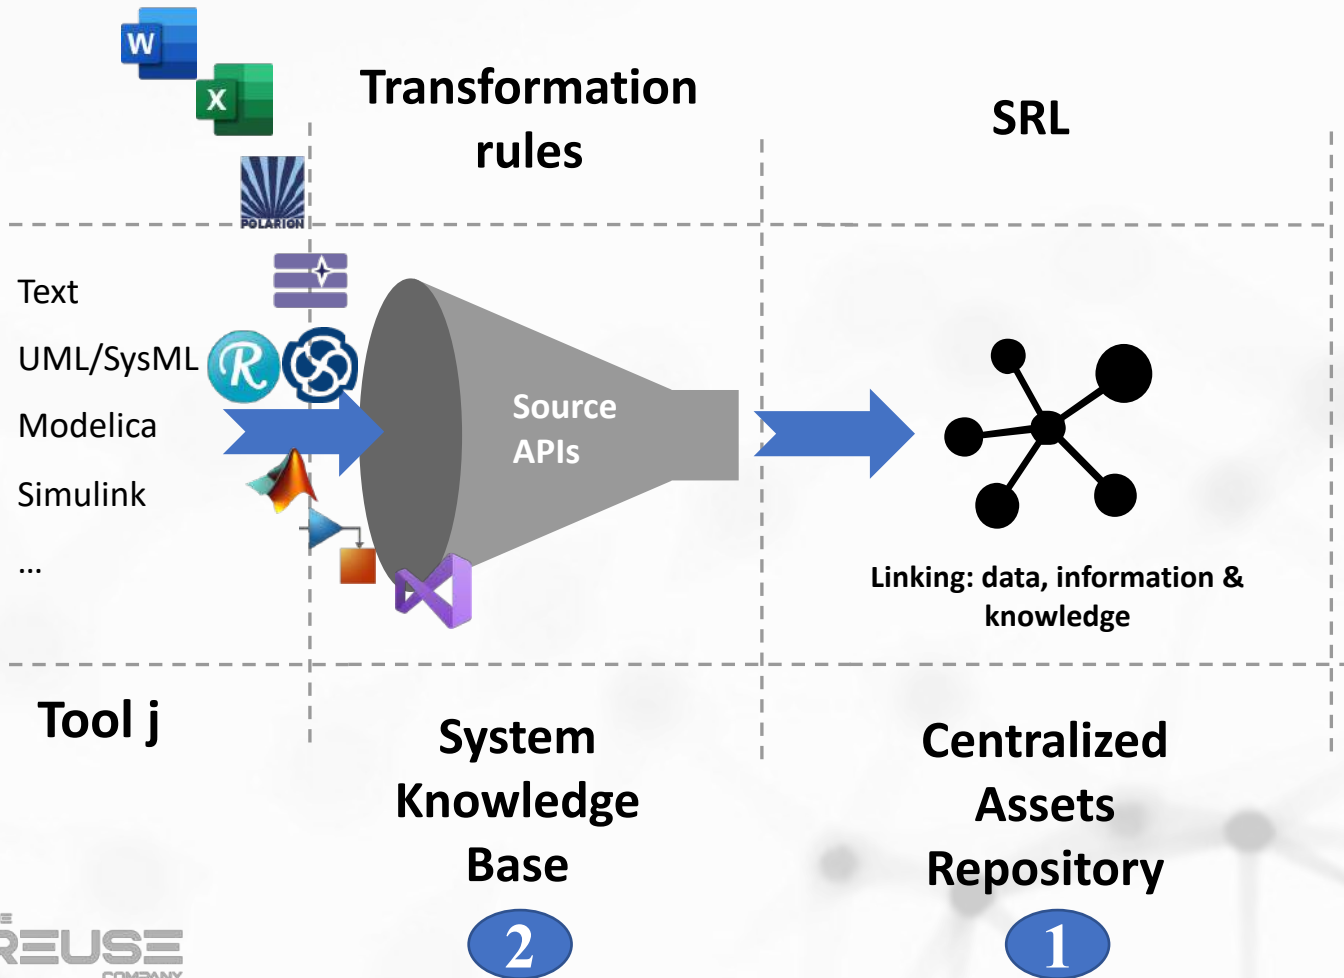 W
X
POLARION
Transformation
rules
SRL
Text
UML/SysML
R
Modelica
Simulink
...
Source
APIs
Linking: data, information &
knowledge
Tool j
System
Knowledge
Base
2
Centralized
Assets
Repository
1
REUSE
COMPANY